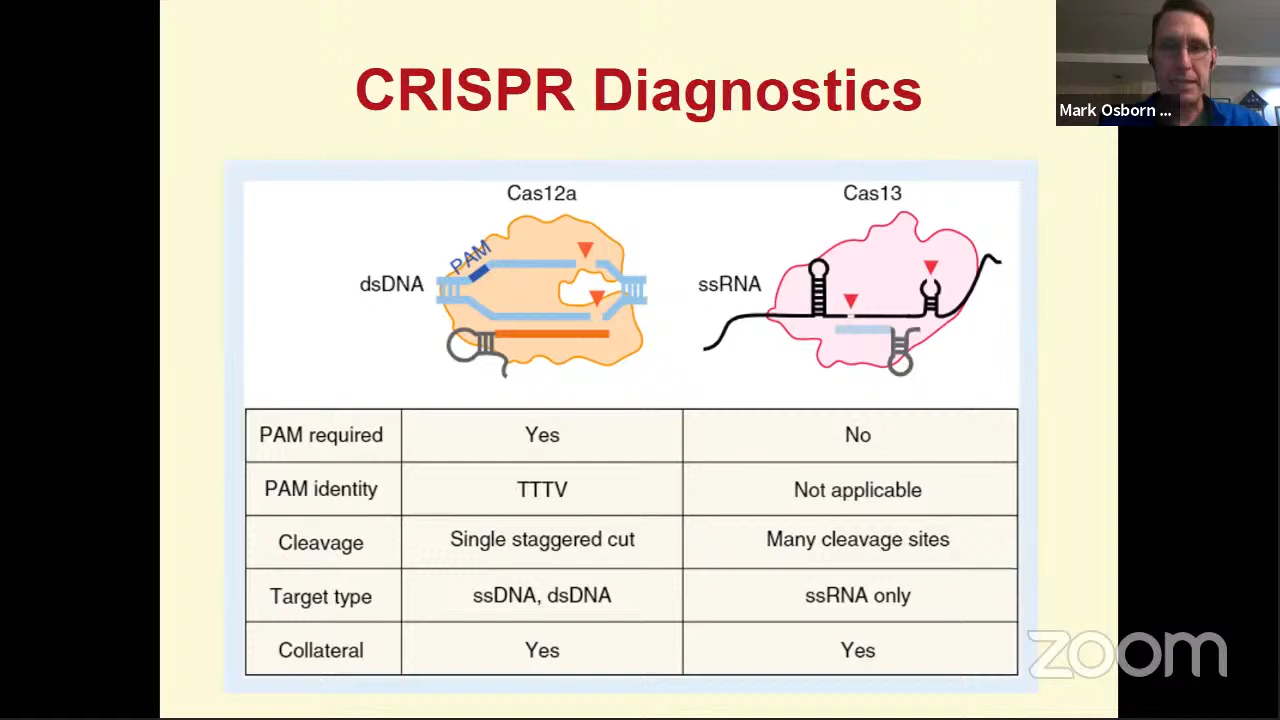 CRISPR Diagnostics
Mark Osborn ...
Cas12a
Cas13
PAM
dsDNA
ssRNA
PAM required Yes No
PAM identity TTTV Not applicable
Cleavage Single staggered cut Many cleavage sites
Target type ssDNA, dsDNA ssRNA only
Collateral Yes Yes
zoom